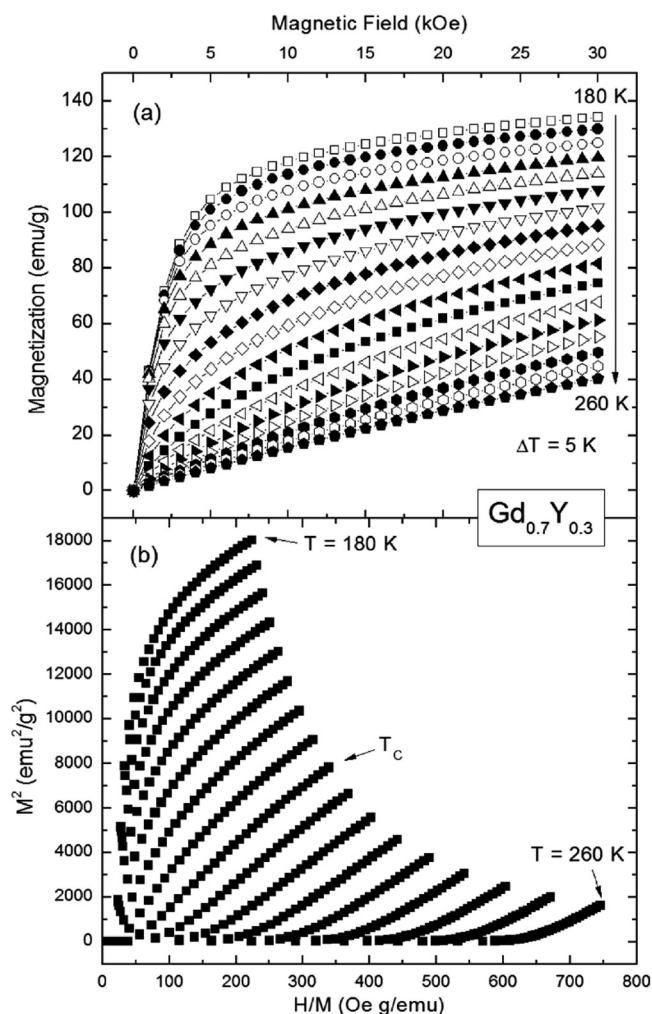 Magnetic Field (kOe)
0 5 10 15 20 25 30
(a)
180 K
140
120
100
80
60
40
20
0
Magnetization (emu/g)
260 K
ΔT = 5 K
Gd0.7Y0.3
(b)
T = 180 K
18000
16000
14000
12000
10000
8000
6000
4000
2000
0
M² (emu²/g²)
TC
T = 260 K
0 100 200 300 400 500 600 700 800
H/M (Oe g/emu)